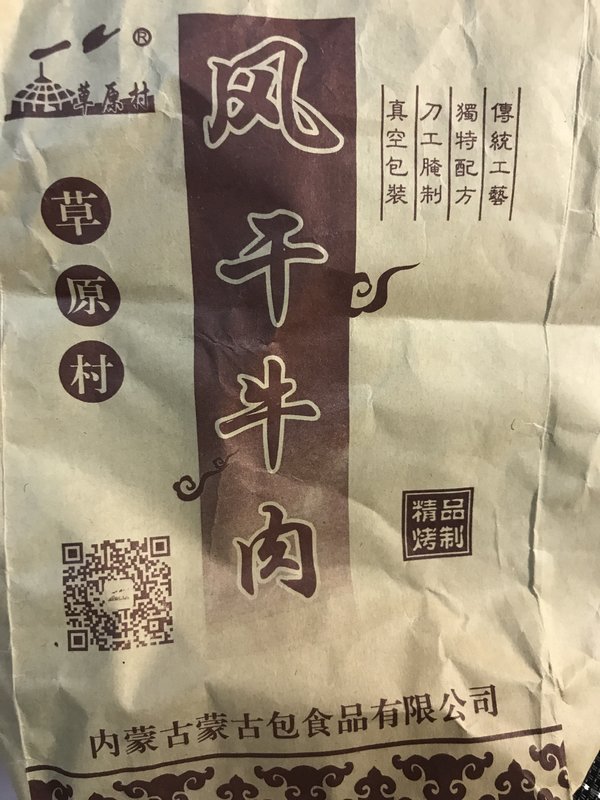 ®
草原村
草原村
风干牛肉
傳統工藝
獨特配方
刀工腌制
真空包裝
精品
烤制
内蒙古蒙古包食品有限公司